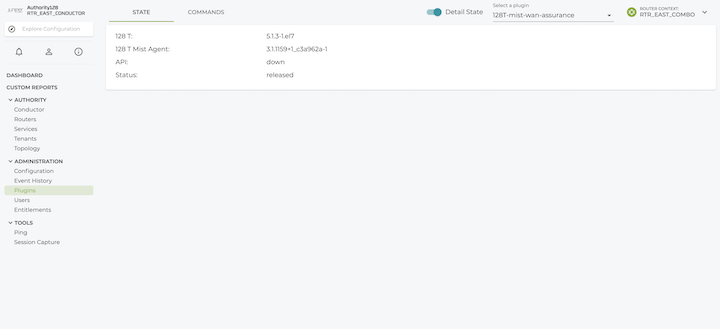 Authority128
RTR_EAST_CONDUCTOR
Explore Configuration
DASHBOARD
CUSTOM REPORTS
AUTHORITY
Conductor
Routers
Services
Tenants
Topology
ADMINISTRATION
Configuration
Event History
Plugins
Users
Entitlements
TOOLS
Ping
Session Capture
STATE
COMMANDS
Detail State
Select a plugin
128T-mist-wan-assurance
ROUTER CONTEXT:
RTR_EAST_COMBO
128 T: 5.1.3-1.el7
128 T Mist Agent: 3.1.1159+1_c3a962a-1
API: down
Status: released